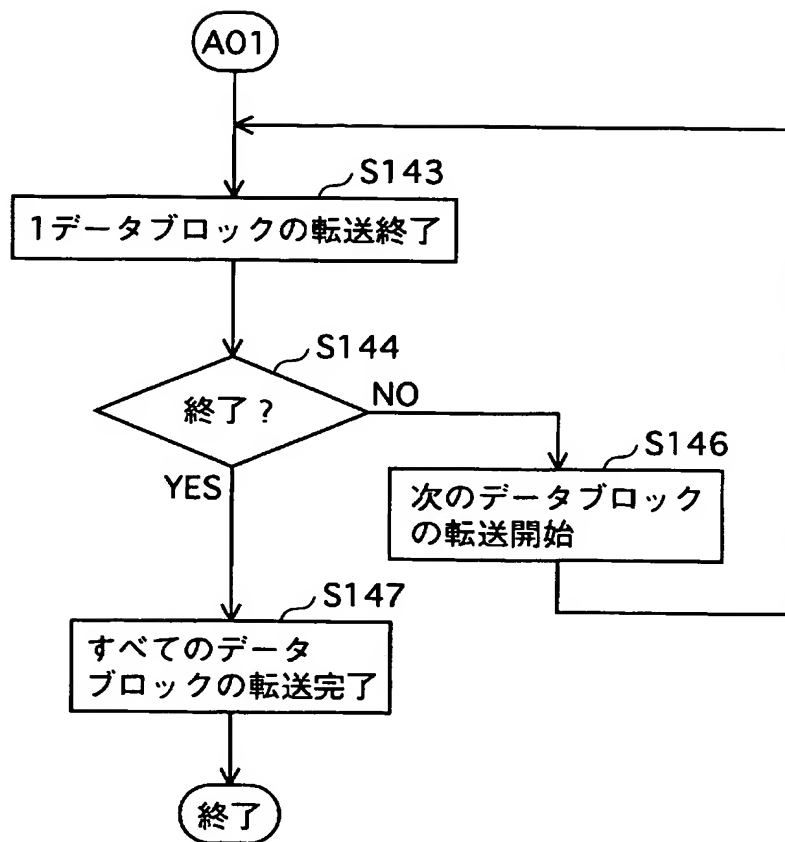 A01
S143
1データブロックの転送終了
S144
終了?
NO
YES
S146
次のデータブロック
の転送開始
S147
すべてのデータ
ブロックの転送完了
終了